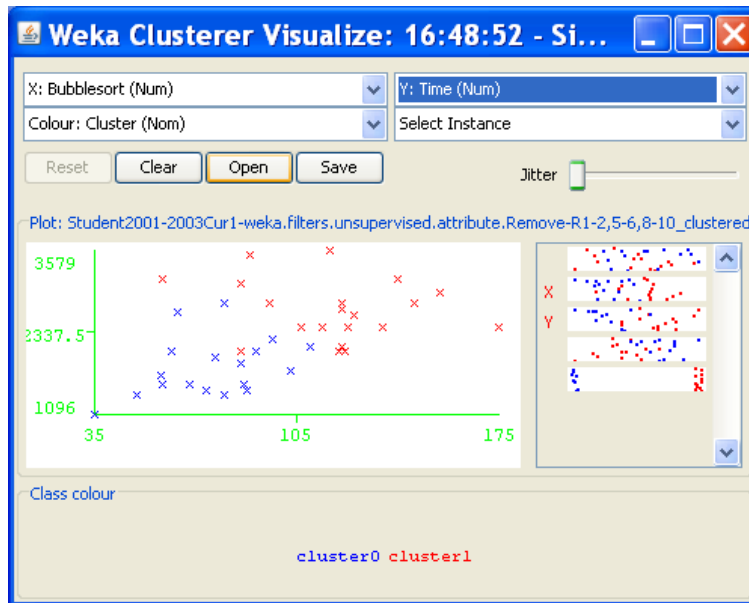 Weka Clusterer Visualize: 16:48:52 - Si...
X: Bubblesort (Num)
Y: Time (Num)
Colour: Cluster (Nom)
Select Instance
Reset
Clear
Open
Save
Jitter
Plot: Student2001-2003Cur1-weka.filters.unsupervised.attribute.Remove-R1-2,5-6,8-10_clustered
3579
2337.5
1096
35
105
175
X
Y
Class colour
cluster0 cluster1